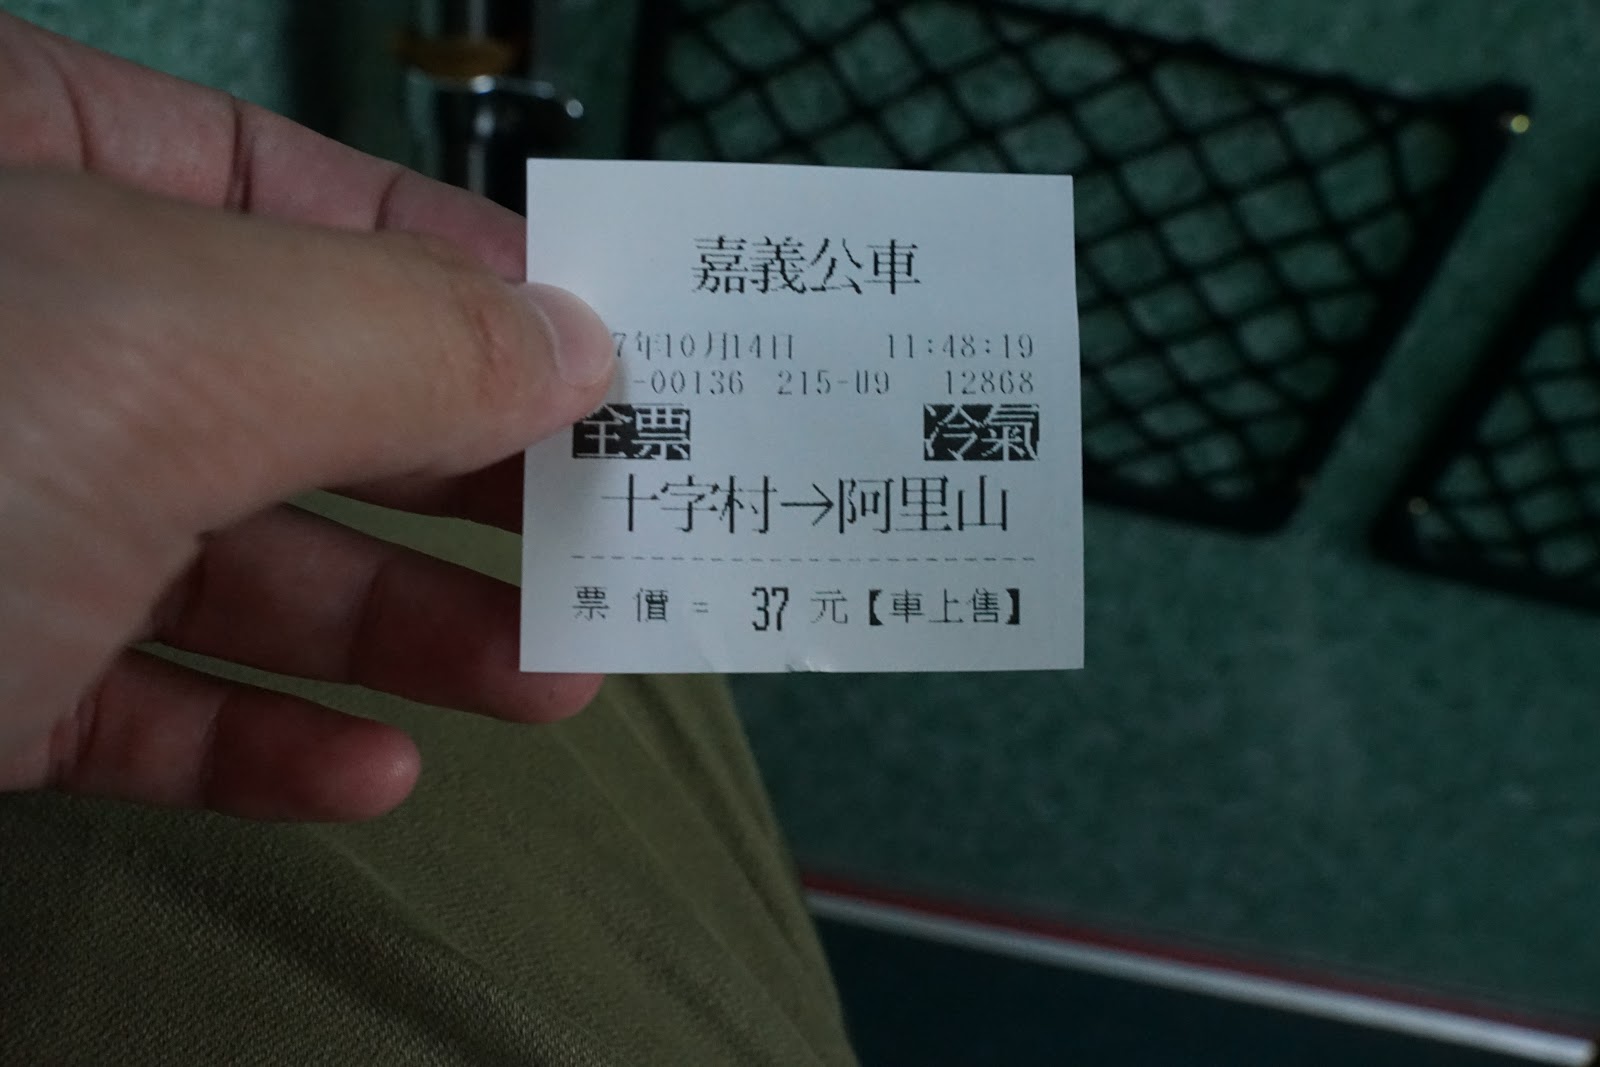 嘉義公車
7年10月14日 11:48:19
-00136 215-U9 12868
全票 冷氣
十字村→阿里山
票價= 37元【車上售】